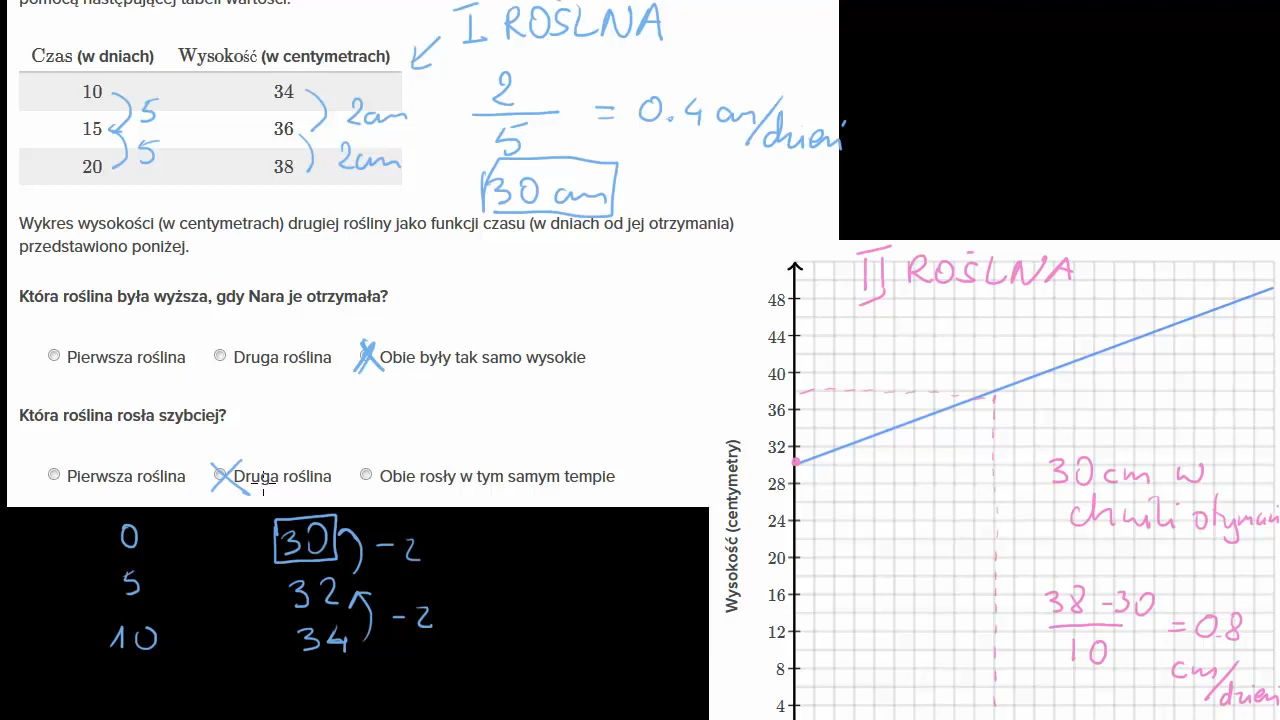 pomocą następującej tabeli wartości.
I ROŚLNA
Czas (w dniach) Wysokość (w centymetrach)
10 34
15 36
20 38
5
5
2cm
2cm
2
5
= 0.4 cm/dzień
30 cm
Wykres wysokości (w centymetrach) drugiej rośliny jako funkcji czasu (w dniach od jej otrzymania)
przedstawiono poniżej.
Która roślina była wyższa, gdy Nara je otrzymała?
Pierwsza roślina Druga roślina Obie były tak samo wysokie
Która roślina rosła szybciej?
Pierwsza roślina Druga roślina Obie rosły w tym samym tempie
0 30 - 2
5 32
10 34 - 2
II ROŚLNA
48
44
40
36
32
28
24
20
16
12
8
4
Wysokość (centymetry)
30 cm w
chwili
38 - 30
10
= 0.8
cm/dzień